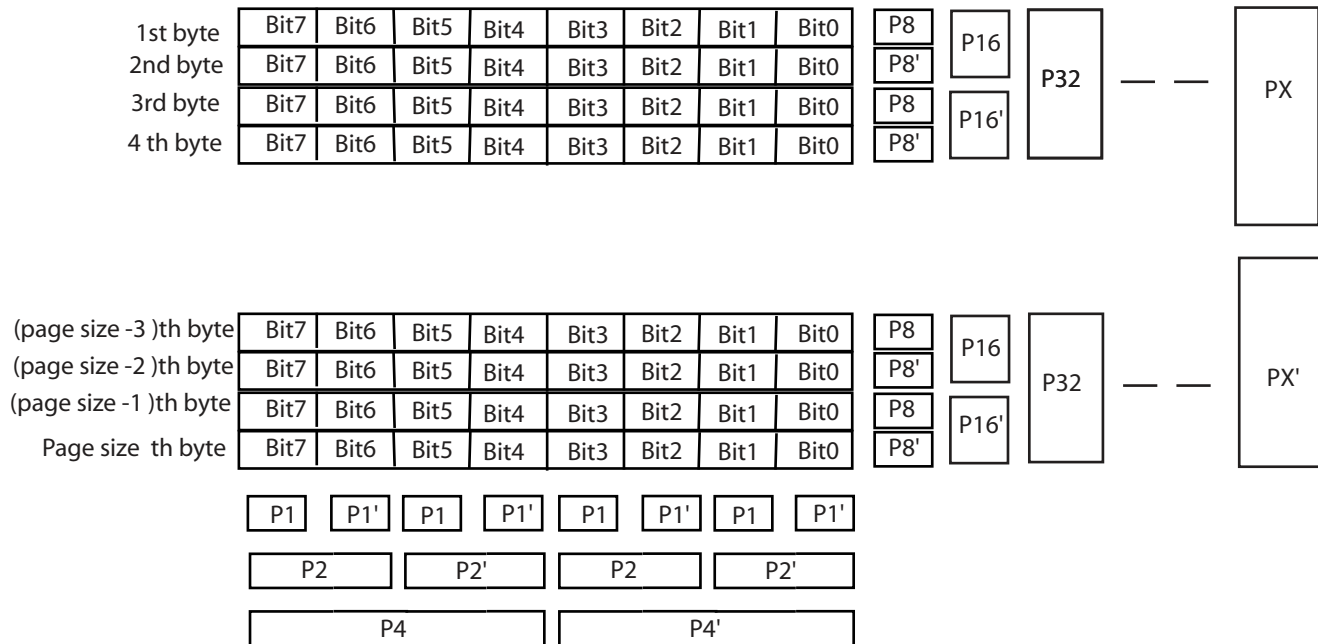 1st byte Bit7 Bit6 Bit5 Bit4 Bit3 Bit2 Bit1 Bit0 P8 P16 P32 PX
2nd byte Bit7 Bit6 Bit5 Bit4 Bit3 Bit2 Bit1 Bit0 P8'
3rd byte Bit7 Bit6 Bit5 Bit4 Bit3 Bit2 Bit1 Bit0 P8 P16'
4 th byte Bit7 Bit6 Bit5 Bit4 Bit3 Bit2 Bit1 Bit0 P8'
(page size -3 )th byte Bit7 Bit6 Bit5 Bit4 Bit3 Bit2 Bit1 Bit0 P8 P16 P32 PX'
(page size -2 )th byte Bit7 Bit6 Bit5 Bit4 Bit3 Bit2 Bit1 Bit0 P8'
(page size -1 )th byte Bit7 Bit6 Bit5 Bit4 Bit3 Bit2 Bit1 Bit0 P8 P16'
Page size th byte Bit7 Bit6 Bit5 Bit4 Bit3 Bit2 Bit1 Bit0 P8'
P1 P1' P1 P1' P1 P1' P1 P1'
P2 P2' P2 P2'
P4 P4'